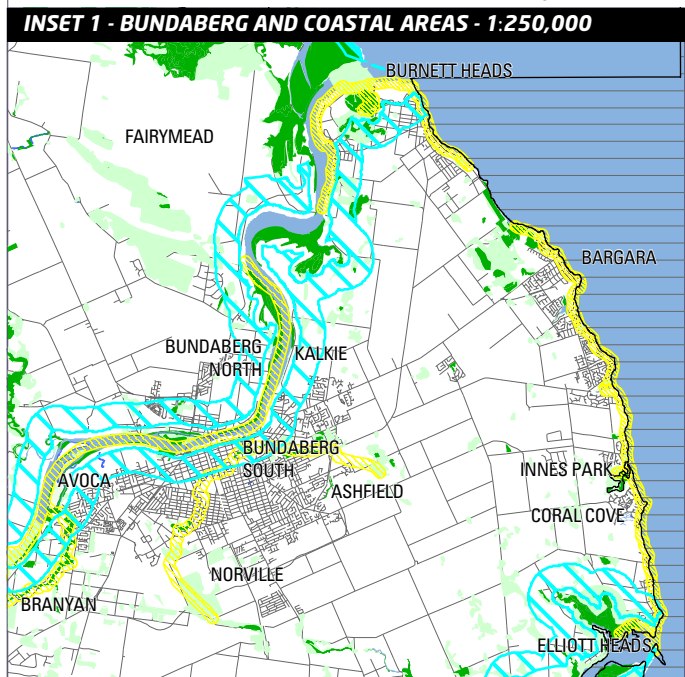 INSET 1 - BUNDABERG AND COASTAL AREAS - 1:250,000
BURNETT HEADS
FAIRYMEAD
BARGARA
BUNDABERG
NORTH
KALKIE
BUNDABERG
SOUTH
INNES PARK
AVOCA
ASHFIELD
CORAL COVE
NORVILLE
BRANYAN
ELLIOTT HEADS